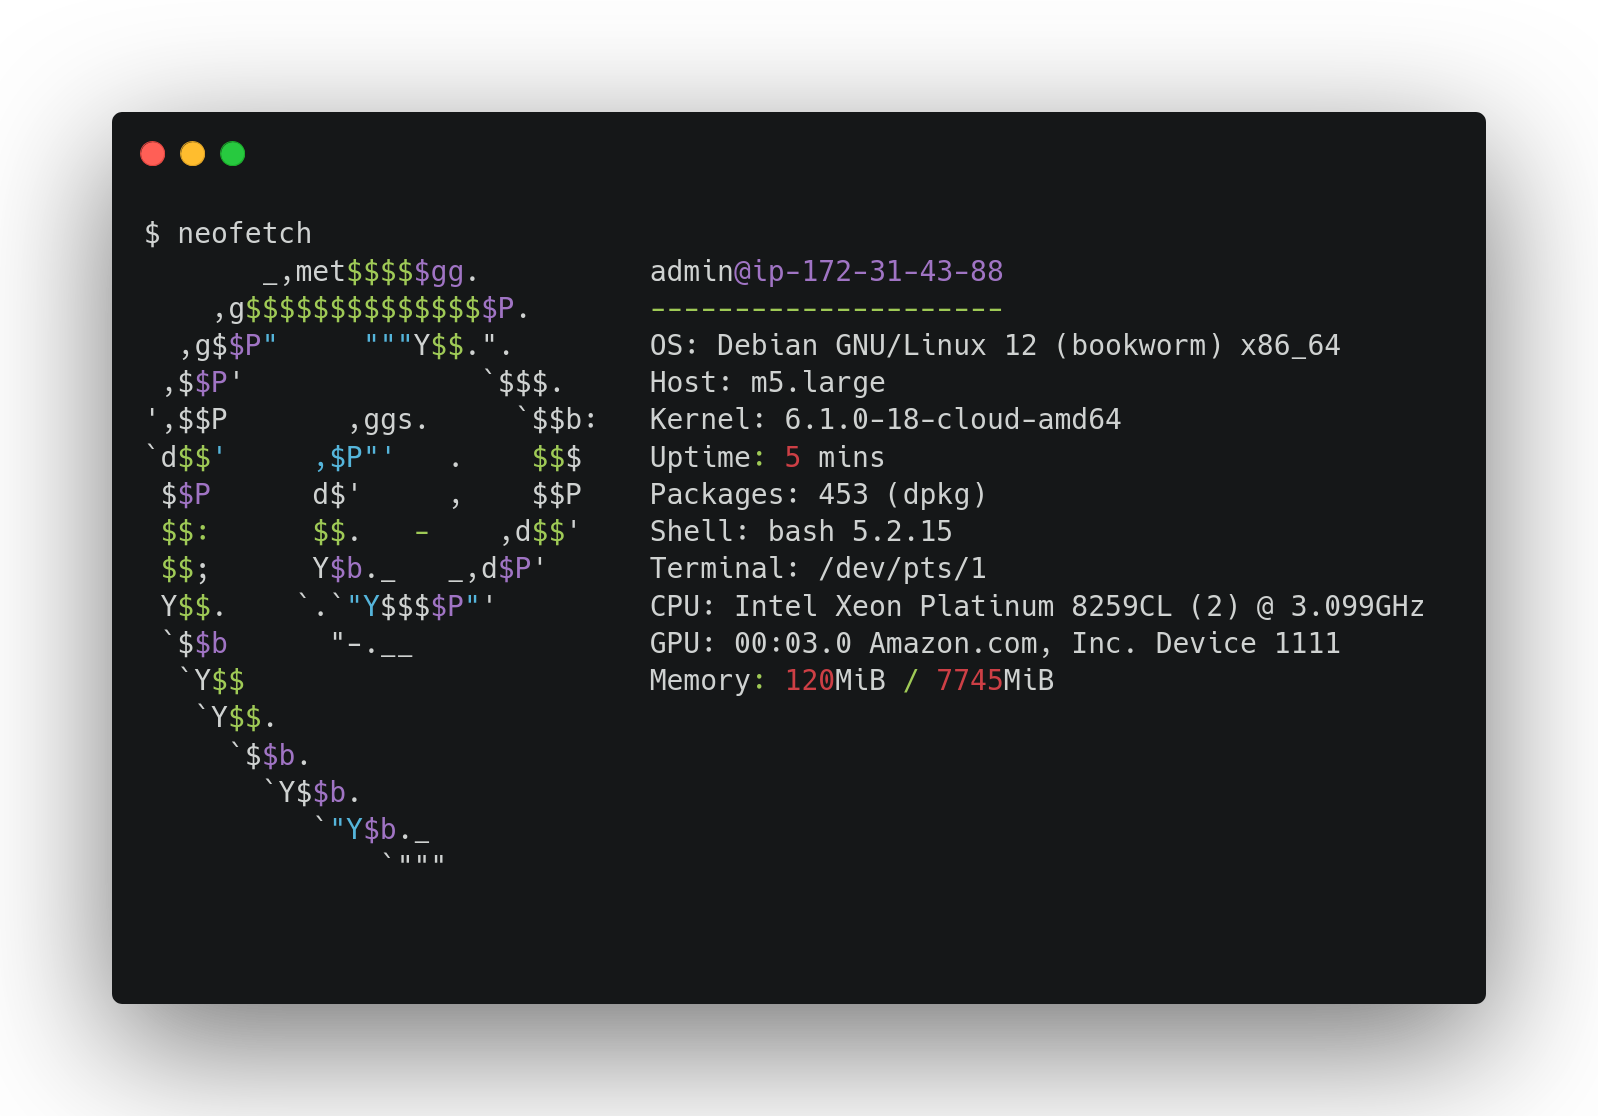 $ neofetch
       _,met$$$$$gg.          admin@ip-172-31-43-88
    ,g$$$$$$$$$$$$$$$P.       ---------------------
  ,g$$P"     """Y$$.".        OS: Debian GNU/Linux 12 (bookworm) x86_64
 ,$$P'              `$$$.     Host: m5.large
',$$P       ,ggs.     `$$b:   Kernel: 6.1.0-18-cloud-amd64
`d$$'     ,$P"'   .    $$$    Uptime: 5 mins
 $$P      d$'     ,    $$P    Packages: 453 (dpkg)
 $$:      $$.   -    ,d$$'    Shell: bash 5.2.15
 $$;      Y$b._   _,d$P'      Terminal: /dev/pts/1
 Y$$.    `.`"Y$$$$P"'         CPU: Intel Xeon Platinum 8259CL (2) @ 3.099GHz
 `$$b      "-.__              GPU: 00:03.0 Amazon.com, Inc. Device 1111
  `Y$$                        Memory: 120MiB / 7745MiB
   `Y$$.
     `$$b.
       `Y$$b.
          `"Y$b._
              `"""